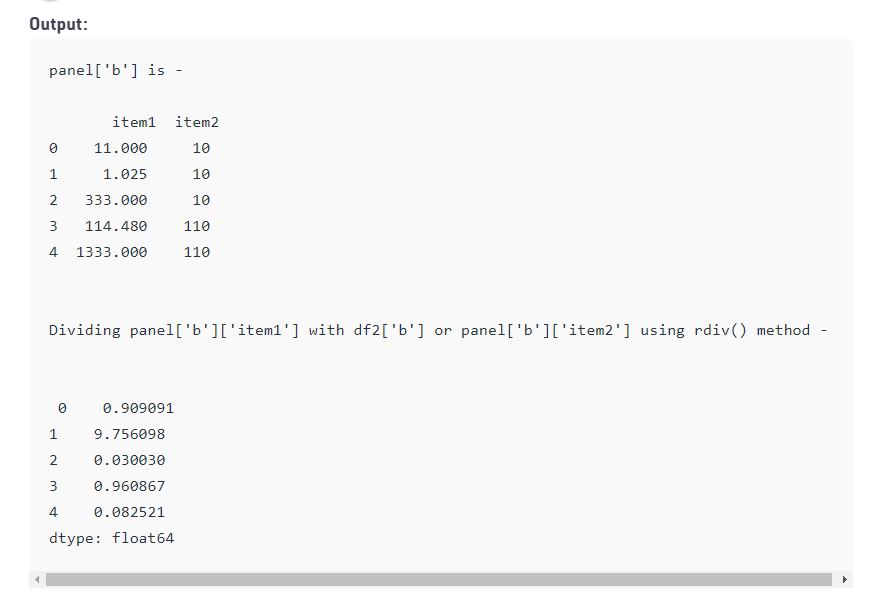 Output:
panel['b'] is -
item1 item2
0 11.000 10
1 1.025 10
2 333.000 10
3 114.480 110
4 1333.000 110
Dividing panel['b']['item1'] with df2['b'] or panel['b']['item2'] using rdiv() method -
0 0.909091
1 9.756098
2 0.030030
3 0.960867
4 0.082521
dtype: float64